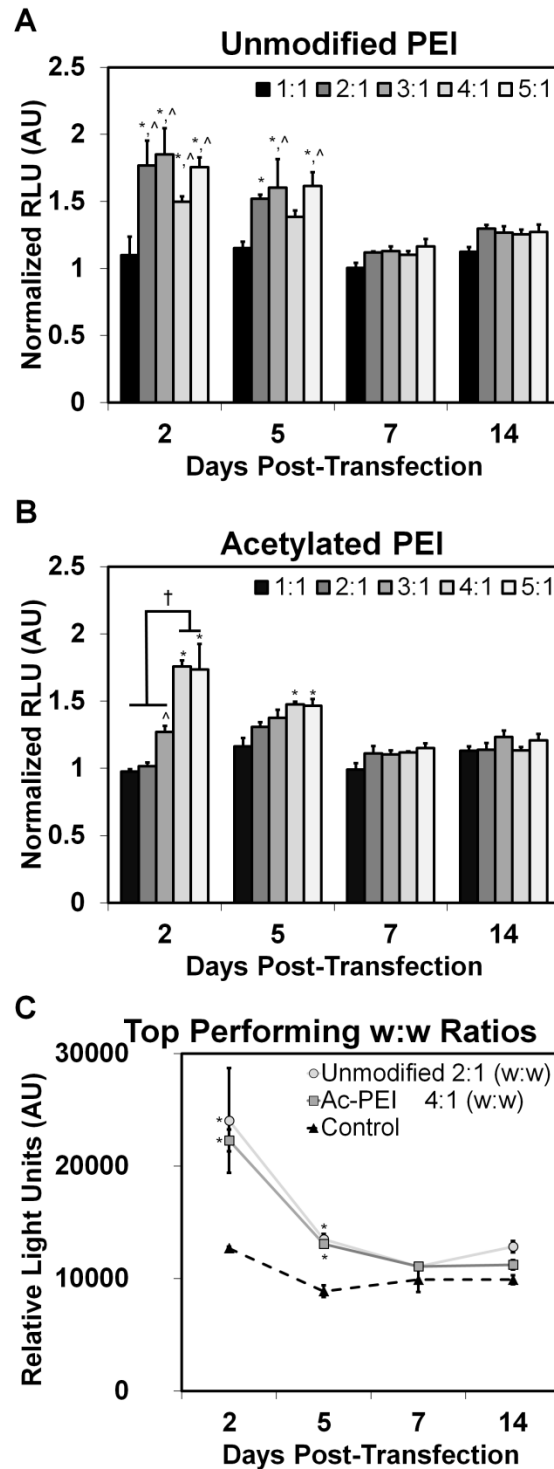 A
Unmodified PEI
2.5
1:1 2:1 3:1 4:1 5:1
2
1.5
1
0.5
0
Normalized RLU (AU)
*,^ *,^ *,^ *,^
* *,^ *,^
2 5 7 14
Days Post-Transfection
B
Acetylated PEI
2.5
1:1 2:1 3:1 4:1 5:1
2
1.5
1
0.5
0
Normalized RLU (AU)
†
^ * *
* *
2 5 7 14
Days Post-Transfection
C
Top Performing w:w Ratios
30000
20000
10000
0
Relative Light Units (AU)
Unmodified 2:1 (w:w)
Ac-PEI 4:1 (w:w)
Control
*
*
*
*
2 5 7 14
Days Post-Transfection